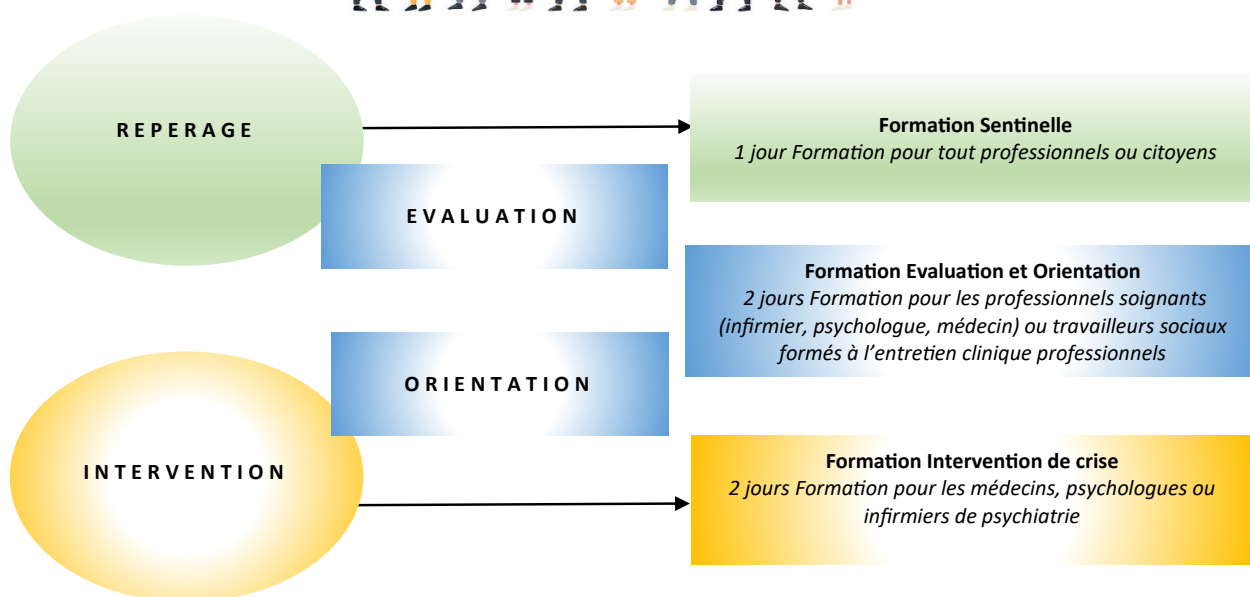 REPERAGE
Formation Sentinelle
1 jour Formation pour tout professionnels ou citoyens
EVALUATION
Formation Evaluation et Orientation
2 jours Formation pour les professionnels soignants
(infirmier, psychologue, médecin) ou travailleurs sociaux
formés à l'entretien clinique professionnels
ORIENTATION
INTERVENTION
Formation Intervention de crise
2 jours Formation pour les médecins, psychologues ou
infirmiers de psychiatrie